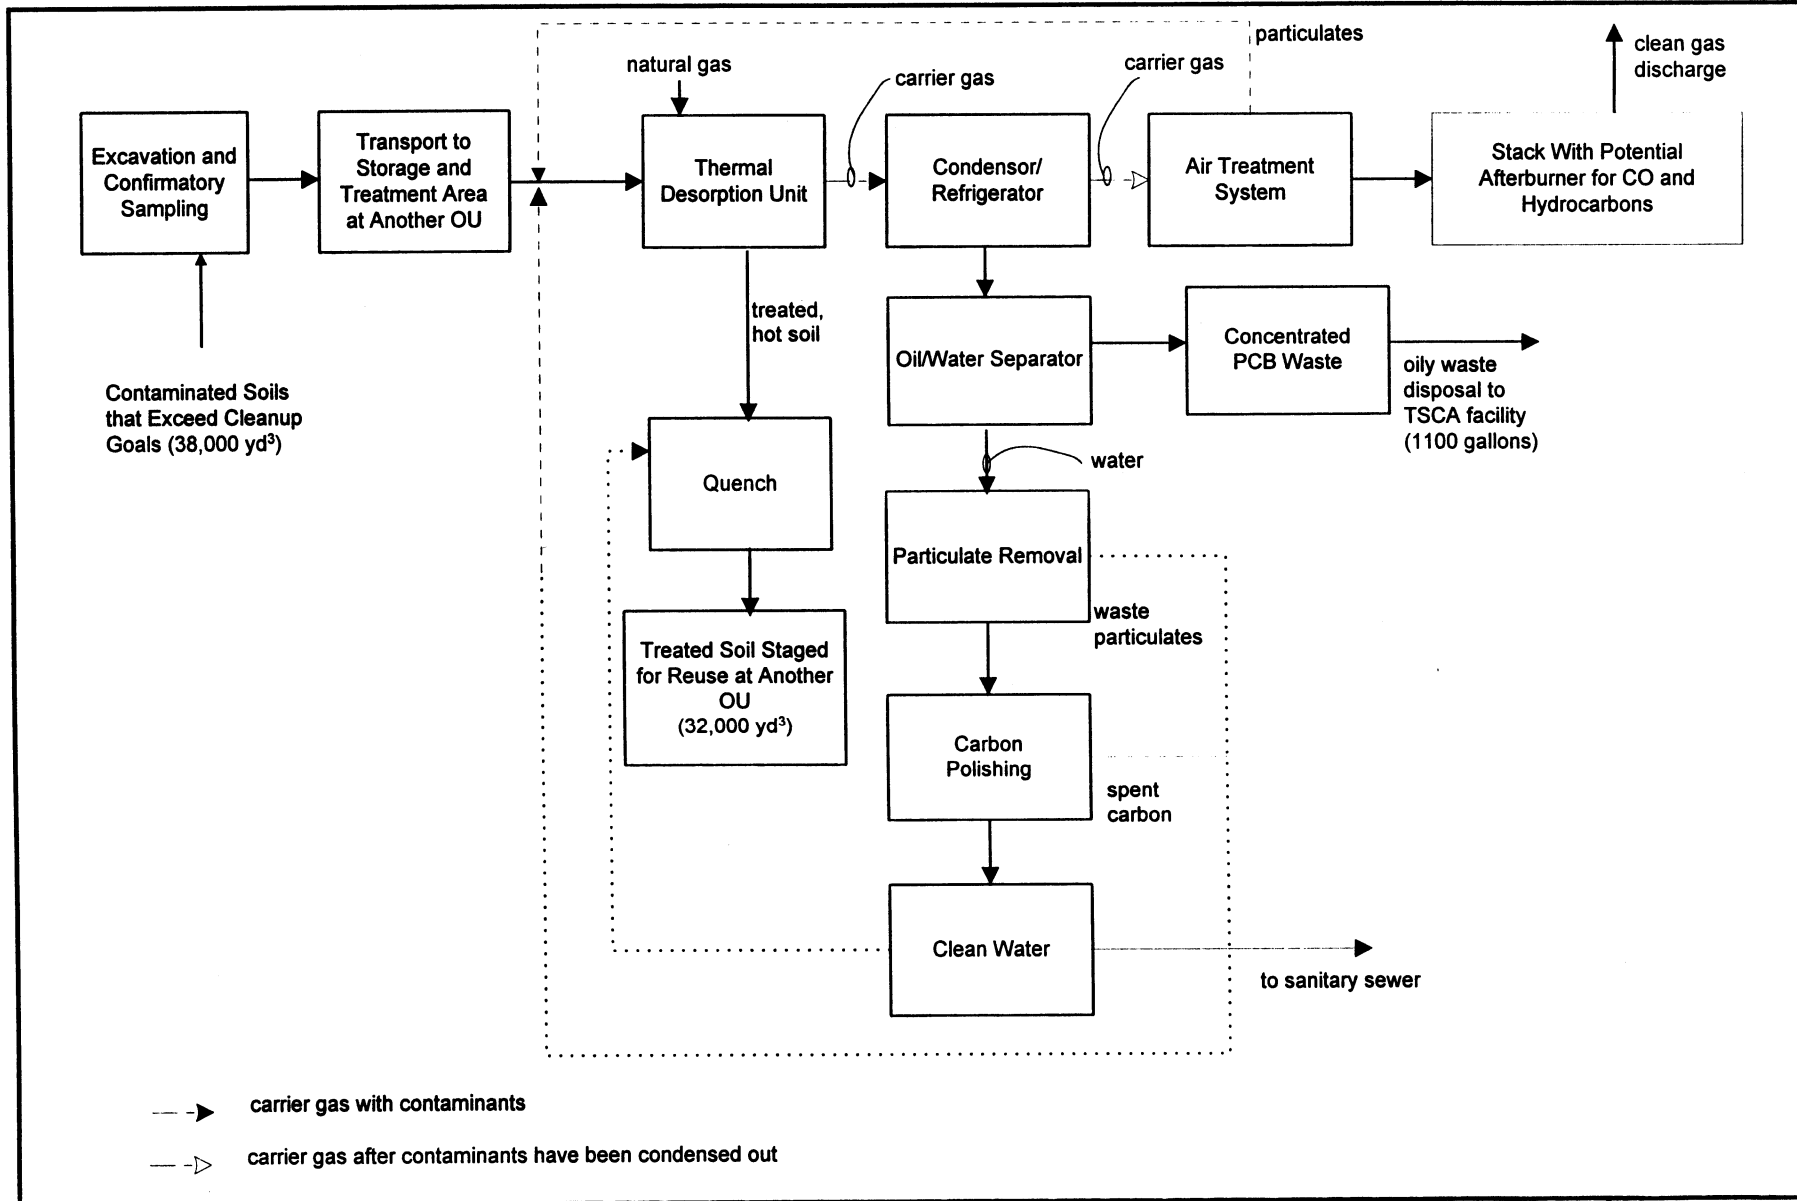 particulates
clean gas
discharge
natural gas
carrier gas
carrier gas
Excavation and
Confirmatory
Sampling
Transport to
Storage and
Treatment Area
at Another OU
Thermal
Desorption Unit
Condensor/
Refrigerator
Air Treatment
System
Stack With Potential
Afterburner for CO and
Hydrocarbons
treated,
hot soil
Oil/Water Separator
Concentrated
PCB Waste
oily waste
disposal to
TSCA facility
(1100 gallons)
Contaminated Soils
that Exceed Cleanup
Goals (38,000 yd³)
water
Quench
Particulate Removal
waste
particulates
Treated Soil Staged
for Reuse at Another
OU
(32,000 yd³)
Carbon
Polishing
spent
carbon
Clean Water
to sanitary sewer
carrier gas with contaminants
carrier gas after contaminants have been condensed out